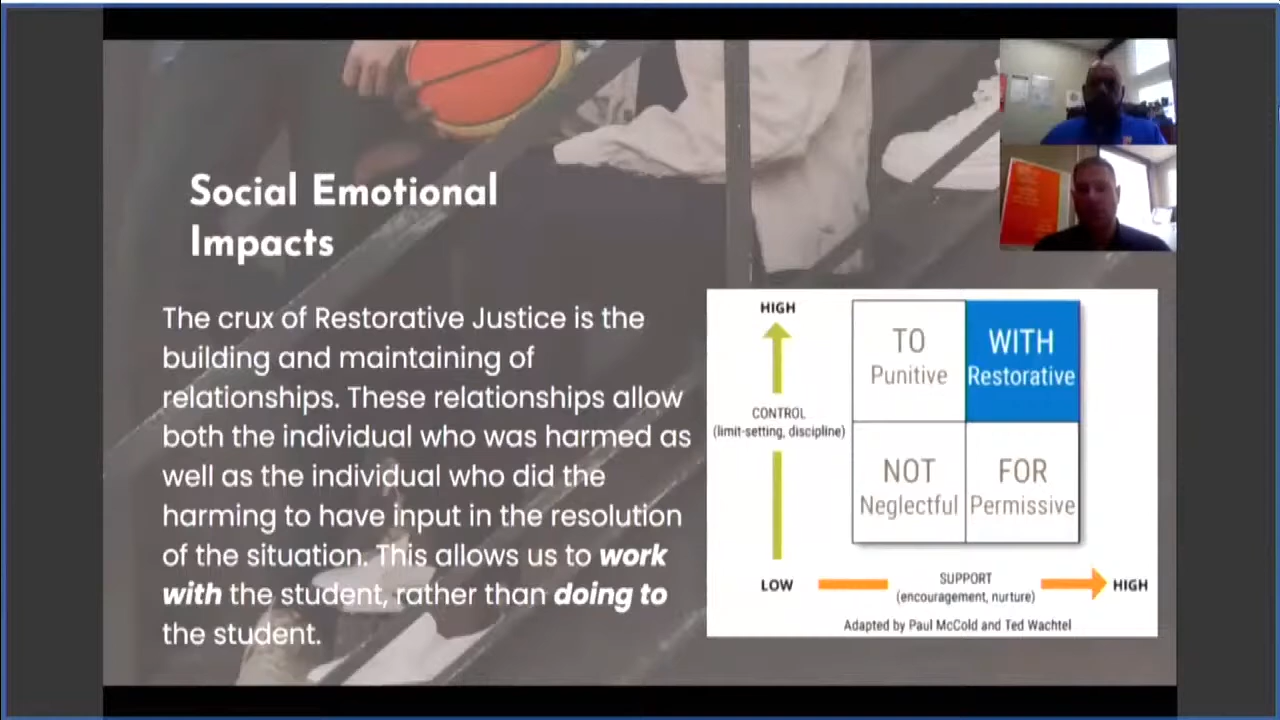 Social Emotional
Impacts
The crux of Restorative Justice is the
building and maintaining of
relationships. These relationships allow
both the individual who was harmed as
well as the individual who did the
harming to have input in the resolution
of the situation. This allows us to work
with the student, rather than doing to
the student.
HIGH
CONTROL
(limit-setting, discipline)
LOW
TO
Punitive
WITH
Restorative
NOT
Neglectful
FOR
Permissive
SUPPORT
(encouragement, nurture)
HIGH
Adapted by Paul McCold and Ted Wachtel